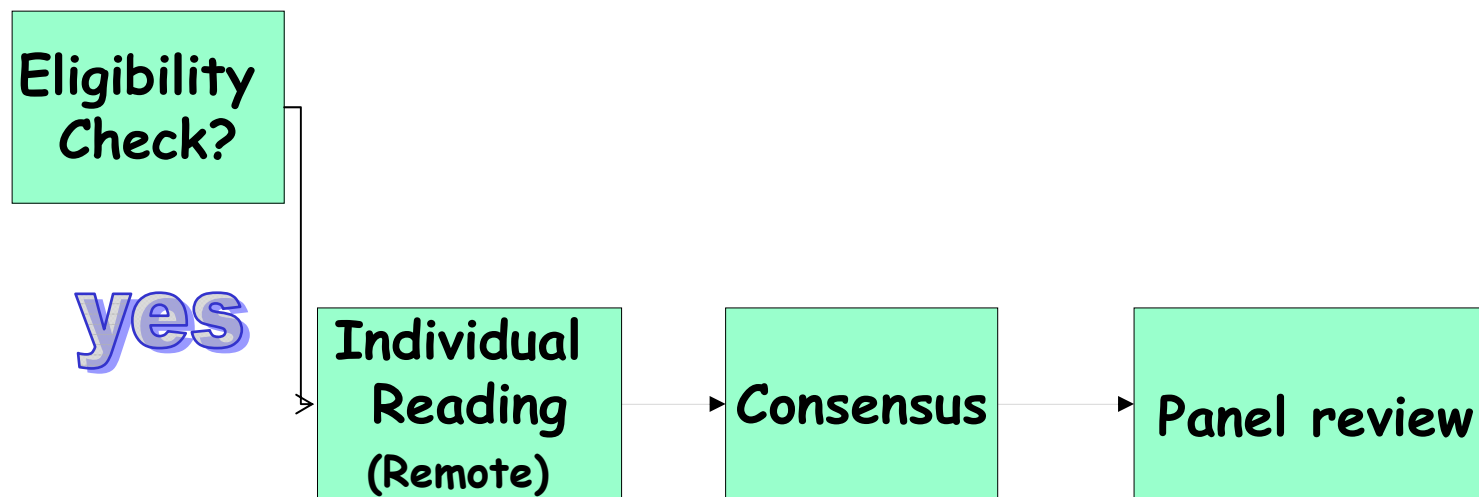 Eligibility
Check?
yes
Individual
Reading
(Remote)
Consensus
Panel review